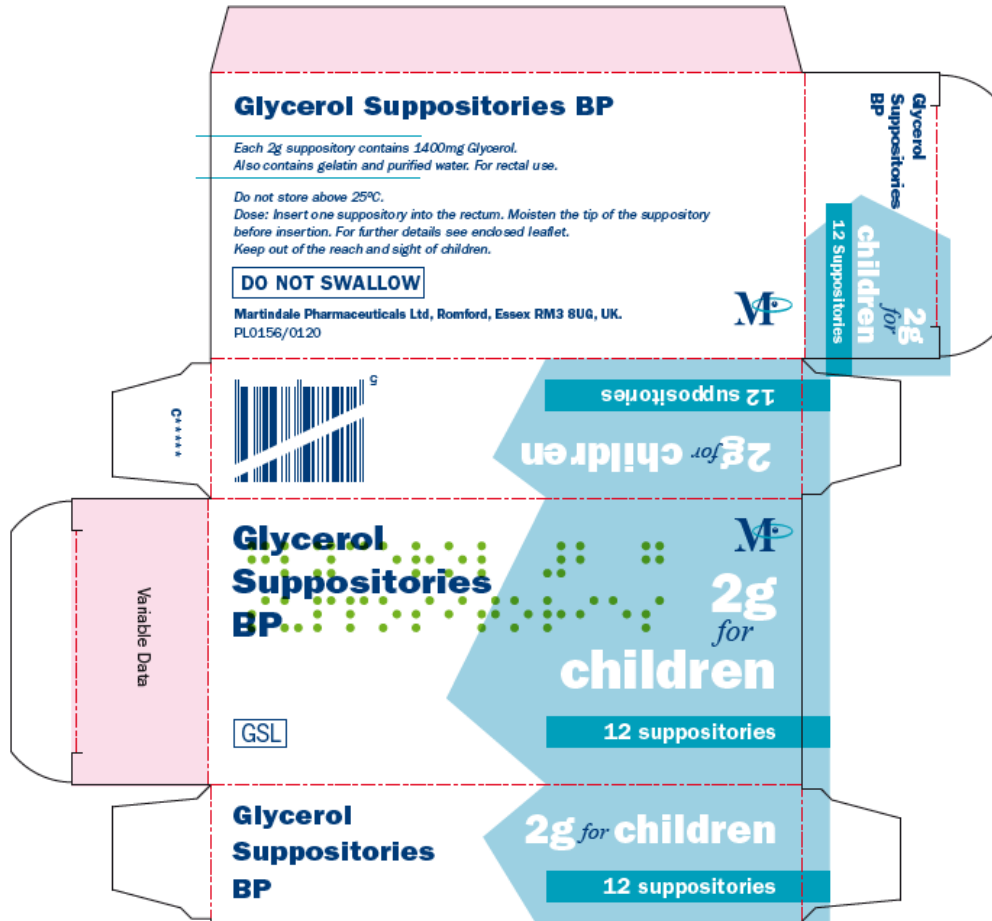 Glycerol Suppositories BP
Each 2g suppository contains 1400mg Glycerol.
Also contains gelatin and purified water. For rectal use.
Do not store above 25ºC.
Dose: Insert one suppository into the rectum. Moisten the tip of the suppository
before insertion. For further details see enclosed leaflet.
Keep out of the reach and sight of children.
DO NOT SWALLOW
Martindale Pharmaceuticals Ltd, Romford, Essex RM3 8UG, UK.
PL0156/0120
M
Glycerol
Suppositories
BP
2g
for
children
12 Suppositories
C*****
5
12 suppositories
2g for children
Variable Data
Glycerol
Suppositories
BP
GSL
M
2g
for
children
12 suppositories
Glycerol
Suppositories
BP
2g for children
12 suppositories